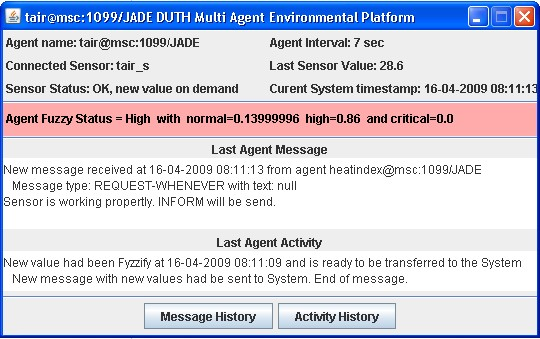 tair@msc:1099/JADE DUTH Multi Agent Environmental Platform
Agent name: tair@msc:1099/JADE Agent Interval: 7 sec
Connected Sensor: tair_s Last Sensor Value: 28.6
Sensor Status: OK, new value on demand Curent System timestamp: 16-04-2009 08:11:13
Agent Fuzzy Status = High with normal=0.13999996 high=0.86 and critical=0.0
Last Agent Message
New message received at 16-04-2009 08:11:13 from agent heatindex@msc:1099/JADE
Message type: REQUEST-WHENEVER with text: null
Sensor is working propertly. INFORM will be send.
Last Agent Activity
New value had been Fyzzify at 16-04-2009 08:11:09 and is ready to be transferred to the System
New message with new values had be sent to System. End of message.
Message History Activity History